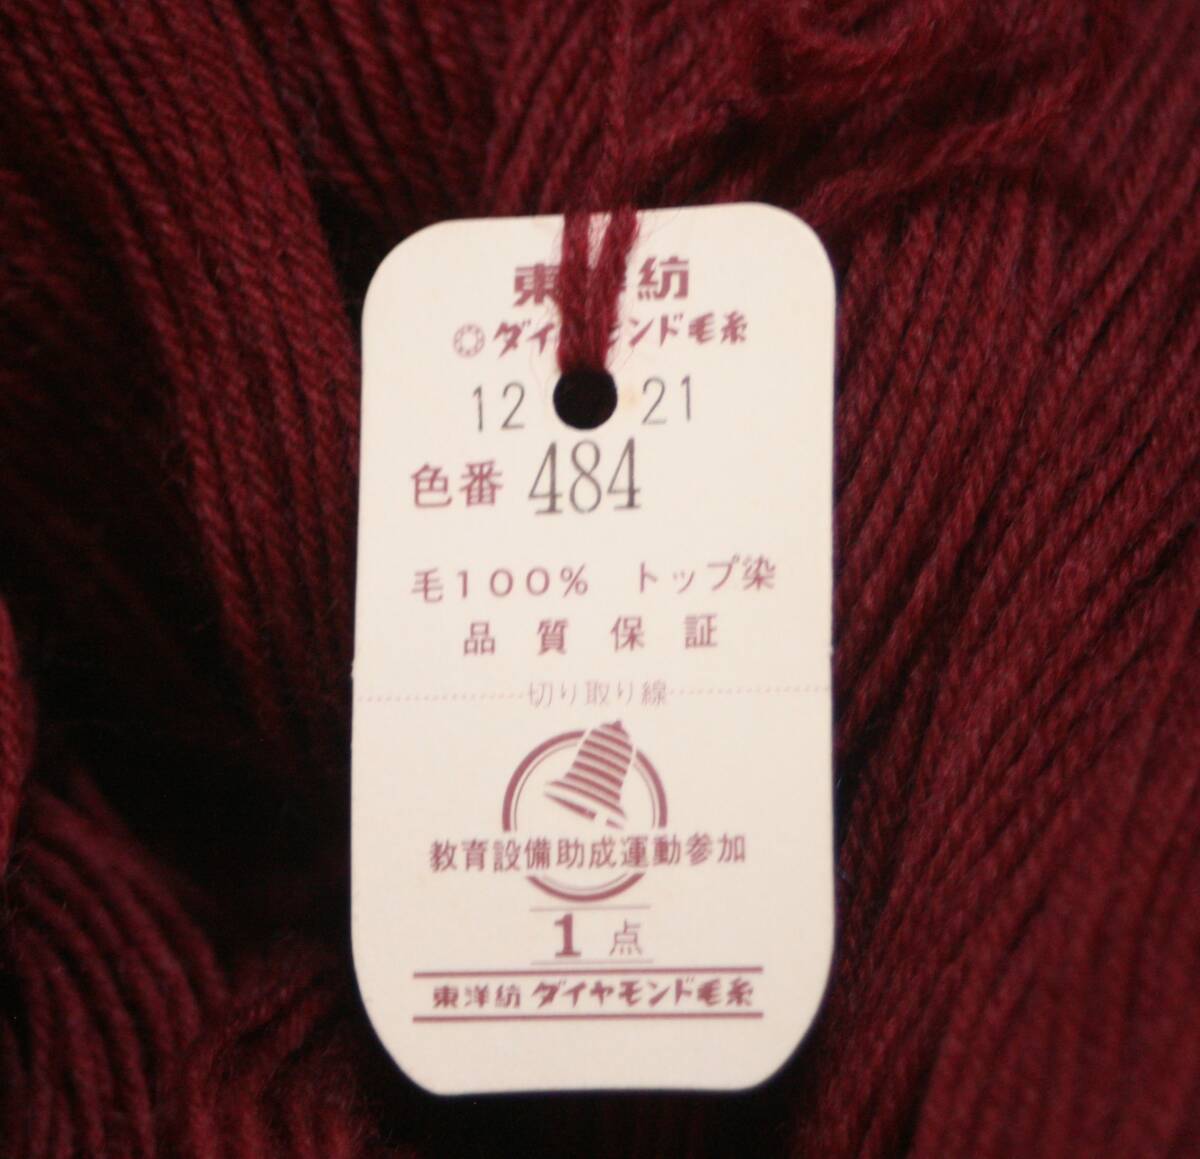 東洋紡
ダイヤモンド毛糸
12 21
色番 484
毛100% トップ染
品質保証
切り取り線
教育設備助成運動参加
1点
東洋紡 ダイヤモンド毛糸